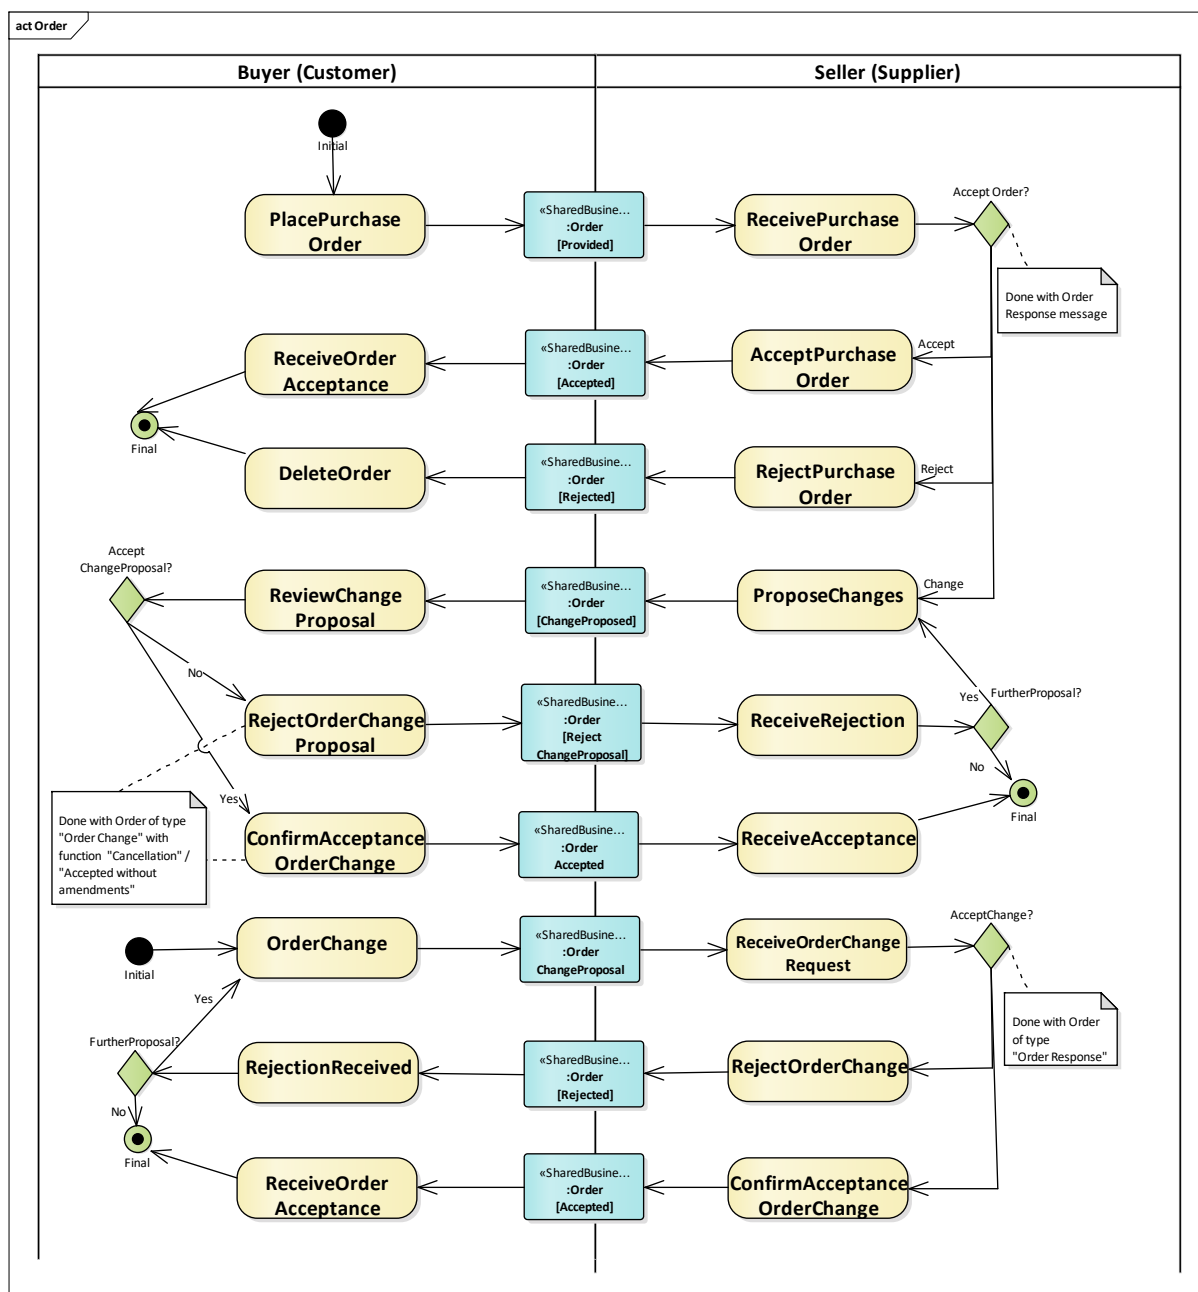 act Order
Buyer (Customer)
Seller (Supplier)
Initial
PlacePurchase
Order
«SharedBusine...
:Order
[Provided]
ReceivePurchase
Order
Accept Order?
Done with Order
Response message
ReceiveOrder
Acceptance
«SharedBusine...
:Order
[Accepted]
AcceptPurchase
Order
Accept
Final
DeleteOrder
«SharedBusine...
:Order
[Rejected]
RejectPurchase
Order
Reject
Accept
ChangeProposal?
ReviewChange
Proposal
«SharedBusine...
:Order
[ChangeProposed]
ProposeChanges
Change
No
RejectOrderChange
Proposal
«SharedBusine...
:Order
[Reject
ChangeProposal]
ReceiveRejection
Yes
FurtherProposal?
No
Final
Yes
Done with Order of type
"Order Change" with
function "Cancellation" /
"Accepted without
amendments"
ConfirmAcceptance
OrderChange
«SharedBusine...
:Order
Accepted
ReceiveAcceptance
Initial
OrderChange
«SharedBusine...
:Order
ChangeProposal
ReceiveOrderChange
Request
AcceptChange?
Done with Order
of type
"Order Response"
Yes
FurtherProposal?
RejectionReceived
«SharedBusine...
:Order
[Rejected]
RejectOrderChange
No
Final
ReceiveOrder
Acceptance
«SharedBusine...
:Order
[Accepted]
ConfirmAcceptance
OrderChange